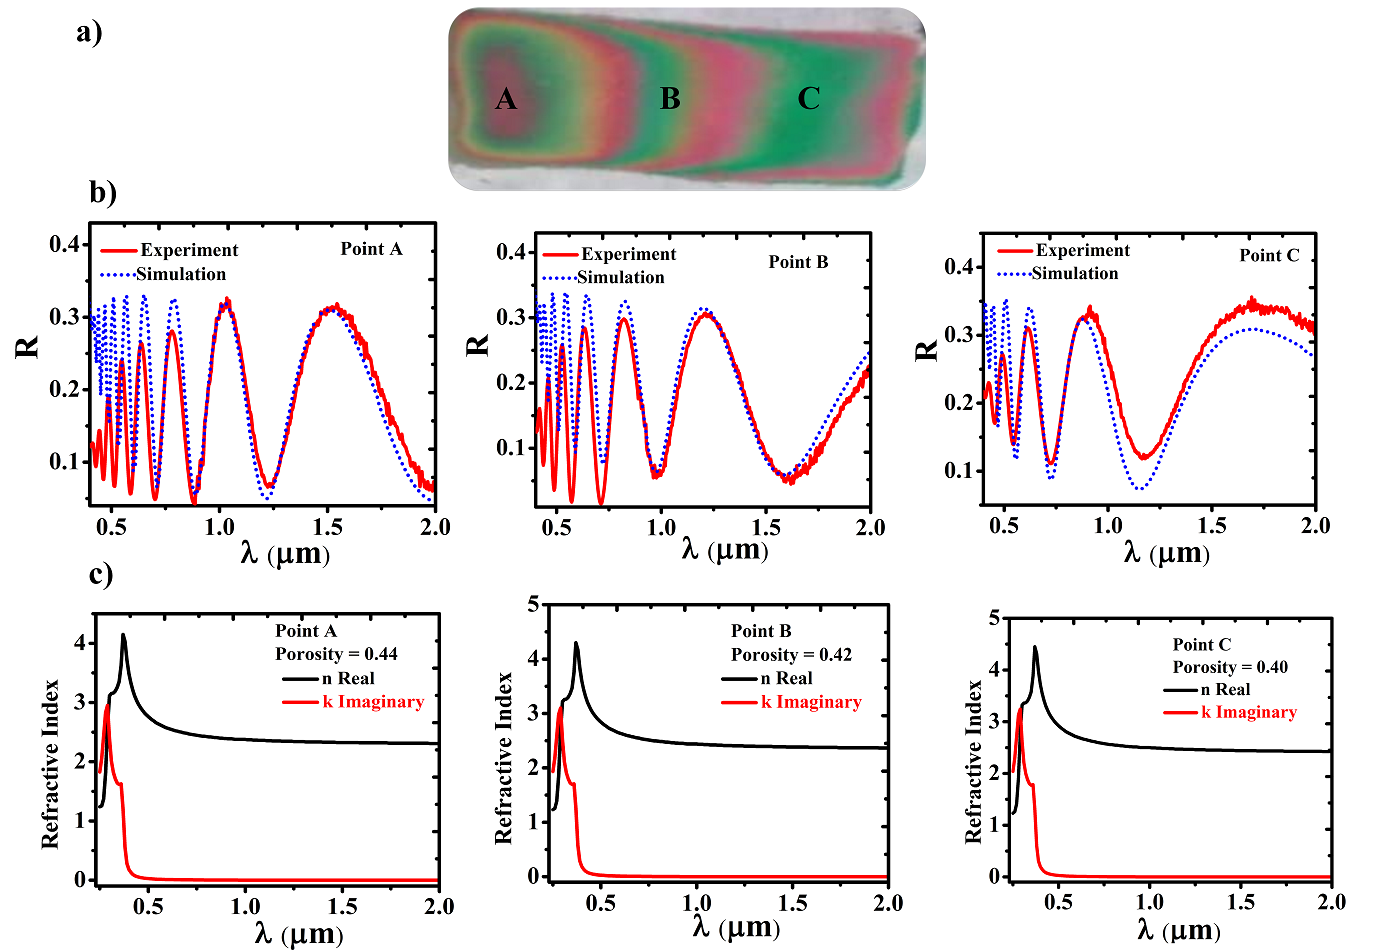 a)
A B C
b)
0.4
0.3
0.2
0.1
R
Experiment
Simulation
Point A
0.5 1.0 1.5 2.0
λ (μm)
0.4
0.3
0.2
0.1
R
Experiment
Simulation
Point B
0.5 1.0 1.5 2.0
λ (μm)
0.4
0.3
0.2
0.1
R
Experiment
Simulation
Point C
0.5 1.0 1.5 2.0
λ (μm)
c)
4
3
2
1
0
Refractive Index
Point A
Porosity = 0.44
n Real
k Imaginary
0.5 1.0 1.5 2.0
λ (μm)
5
4
3
2
1
0
Refractive Index
Point B
Porosity = 0.42
n Real
k Imaginary
0.5 1.0 1.5 2.0
λ (μm)
5
4
3
2
1
0
Refractive Index
Point C
Porosity = 0.40
n Real
k Imaginary
0.5 1.0 1.5 2.0
λ (μm)